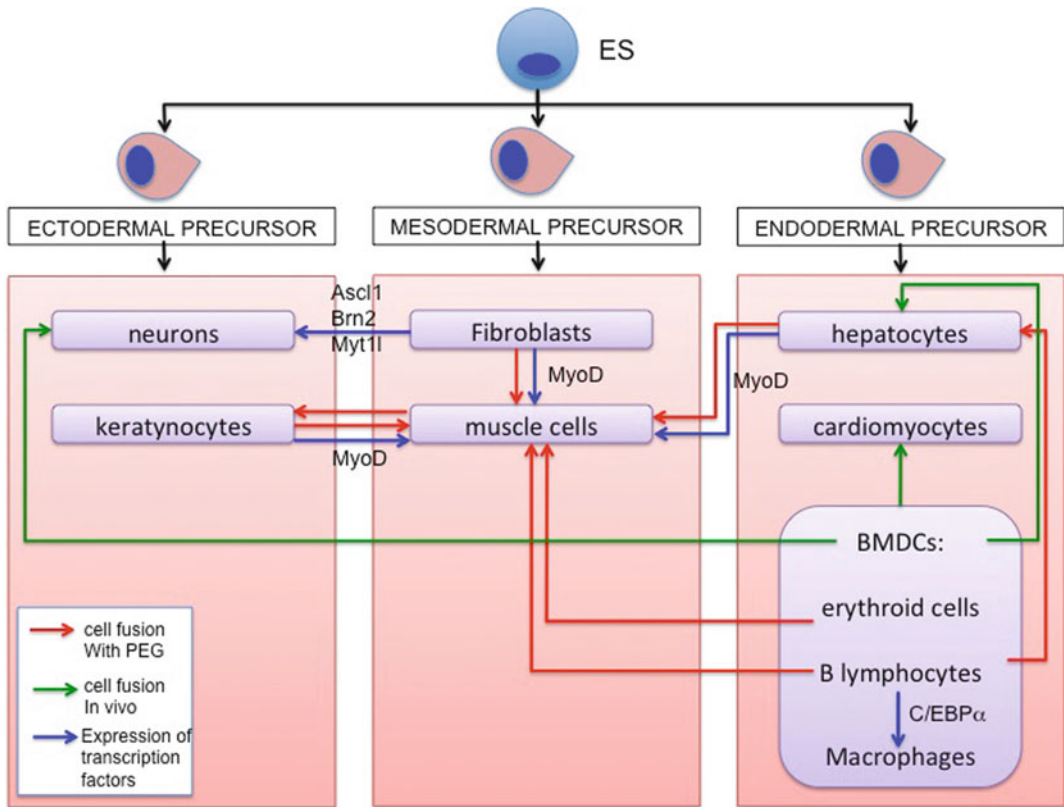 ES
ECTODERMAL PRECURSOR
MESODERMAL PRECURSOR
ENDODERMAL PRECURSOR
neurons
Ascl1
Brn2
Myt1l
Fibroblasts
hepatocytes
MyoD
MyoD
keratynocytes
muscle cells
cardiomyocytes
MyoD
BMDCs:
erythroid cells
B lymphocytes
C/EBPα
Macrophages
cell fusion
With PEG
cell fusion
In vivo
Expression of
transcription
factors